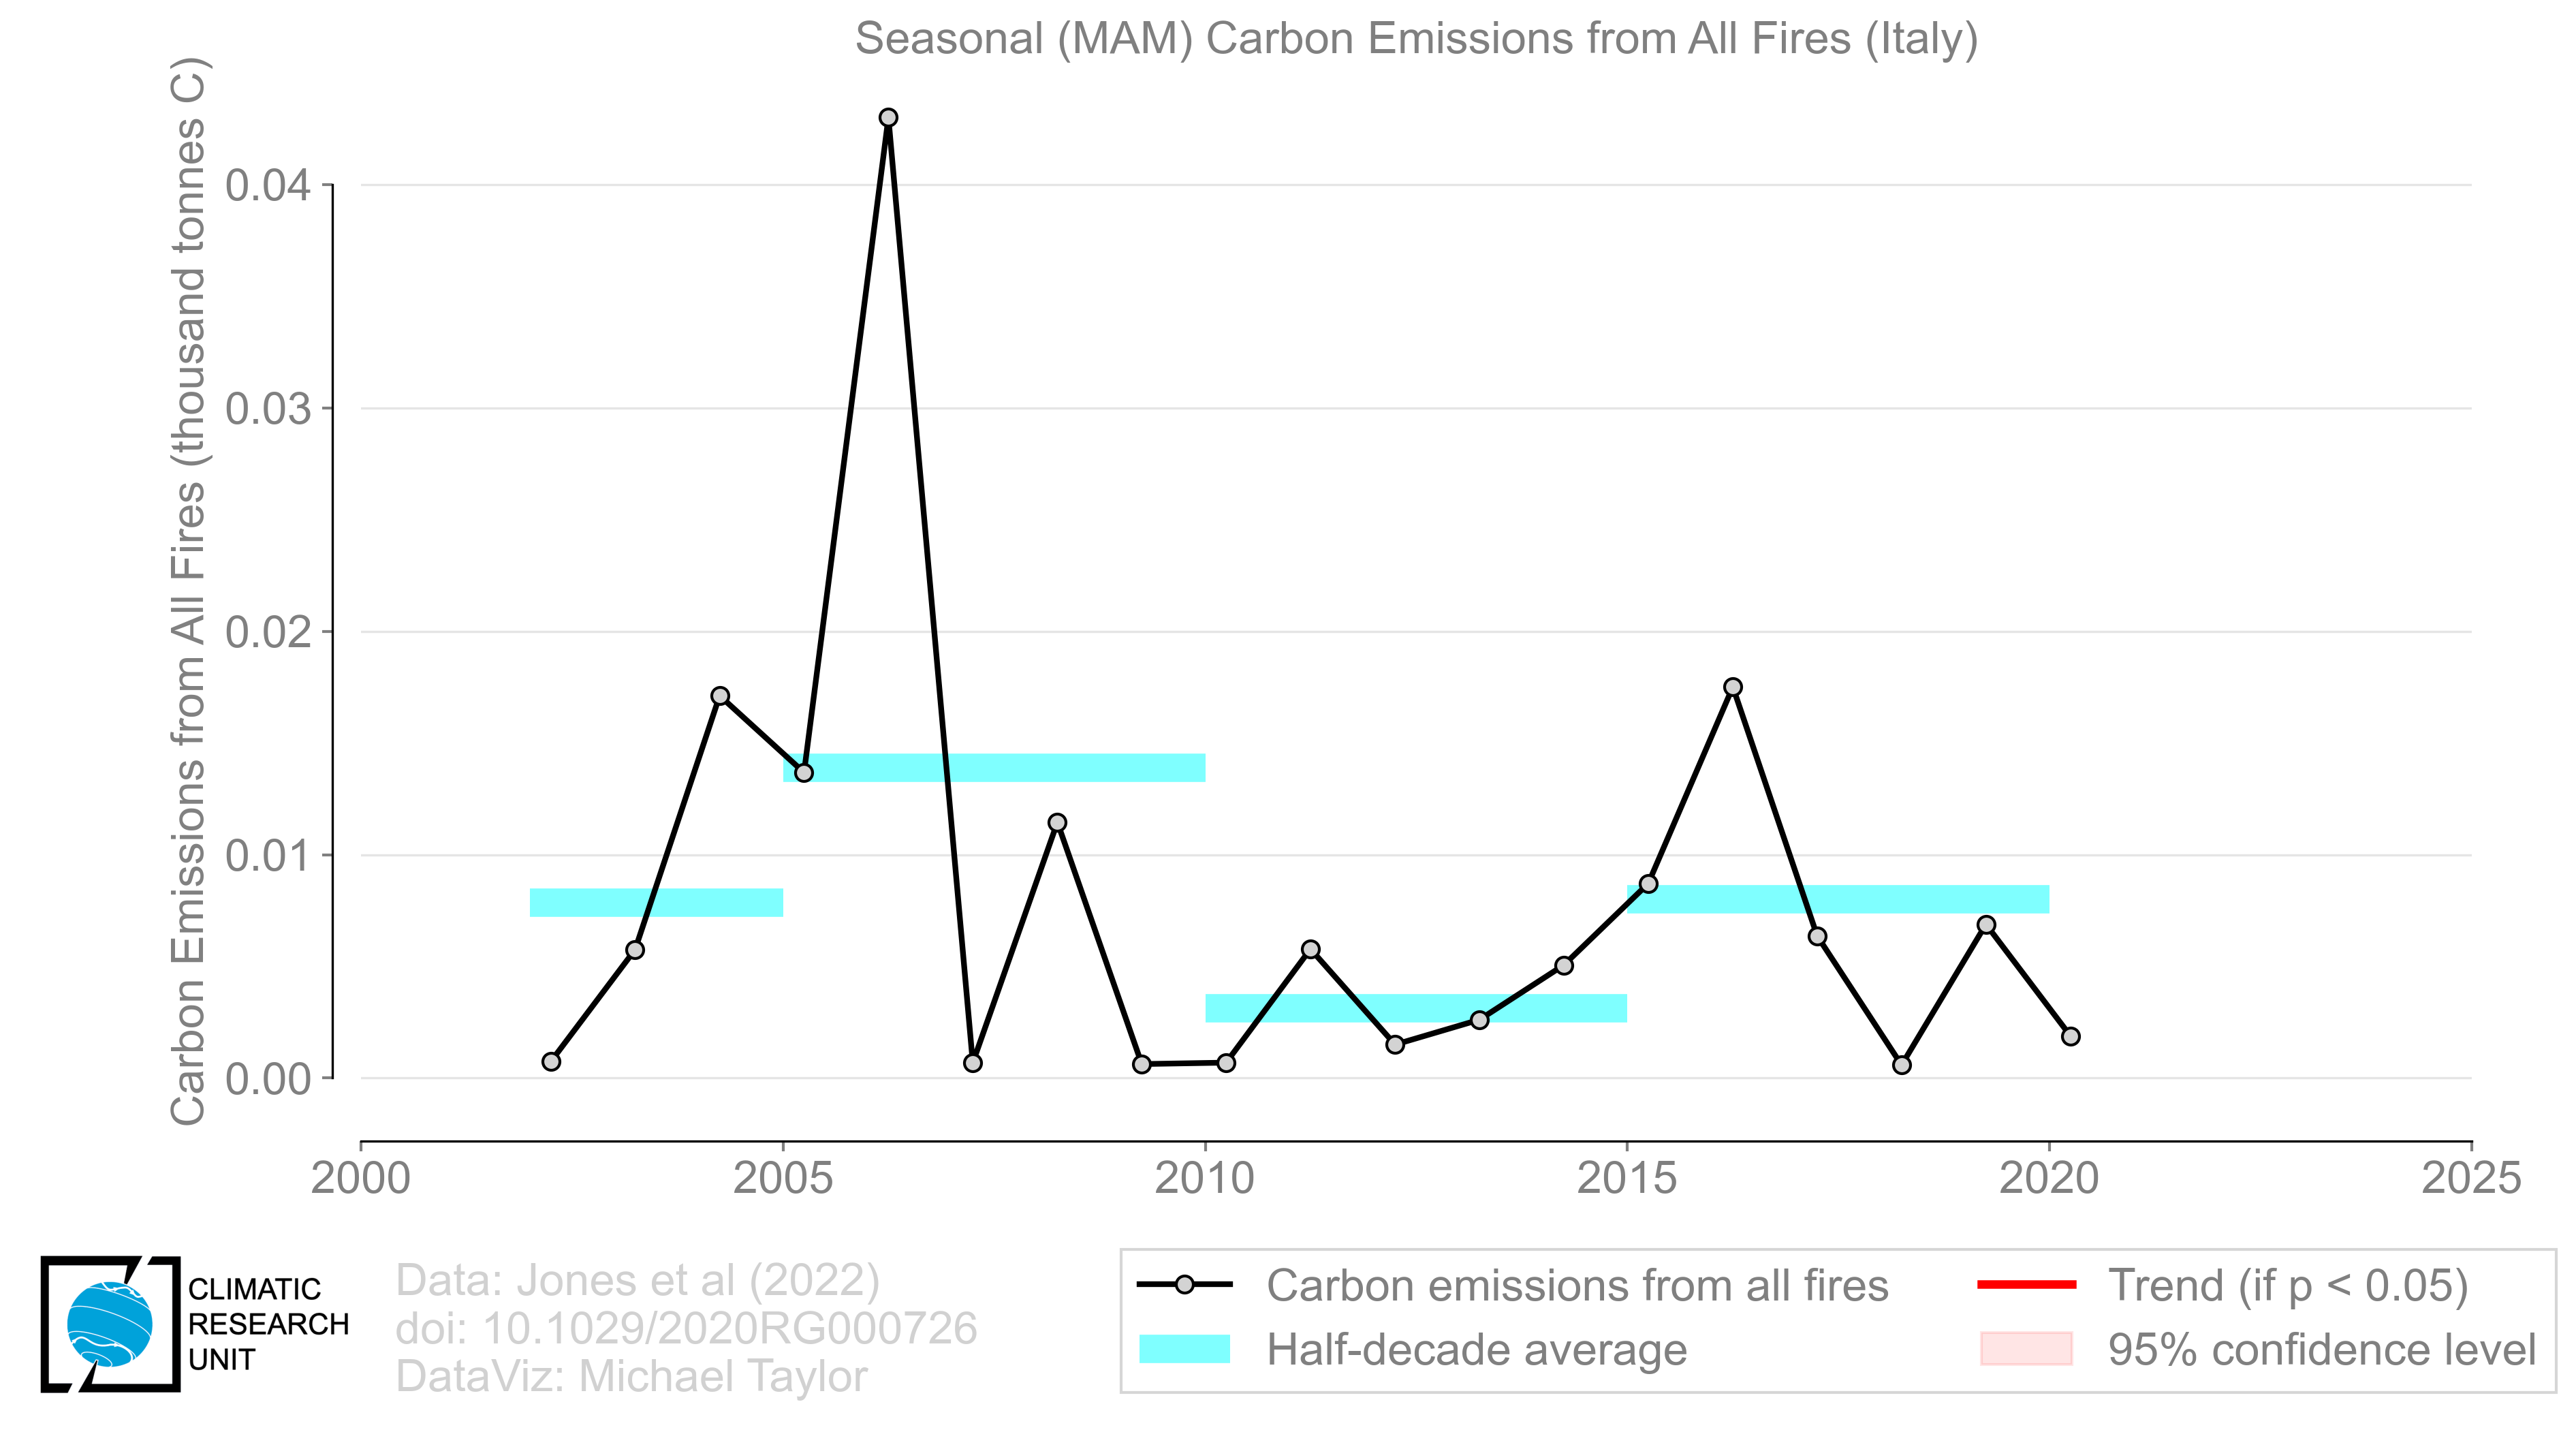 Seasonal (MAM) Carbon Emissions from All Fires (Italy)
Carbon Emissions from All Fires (thousand tonnes C)
0.04
0.03
0.02
0.01
0.00
2000 2005 2010 2015 2020 2025
CLIMATIC
RESEARCH
UNIT
Data: Jones et al (2022)
doi: 10.1029/2020RG000726
DataViz: Michael Taylor
Carbon emissions from all fires
Half-decade average
Trend (if p < 0.05)
95% confidence level